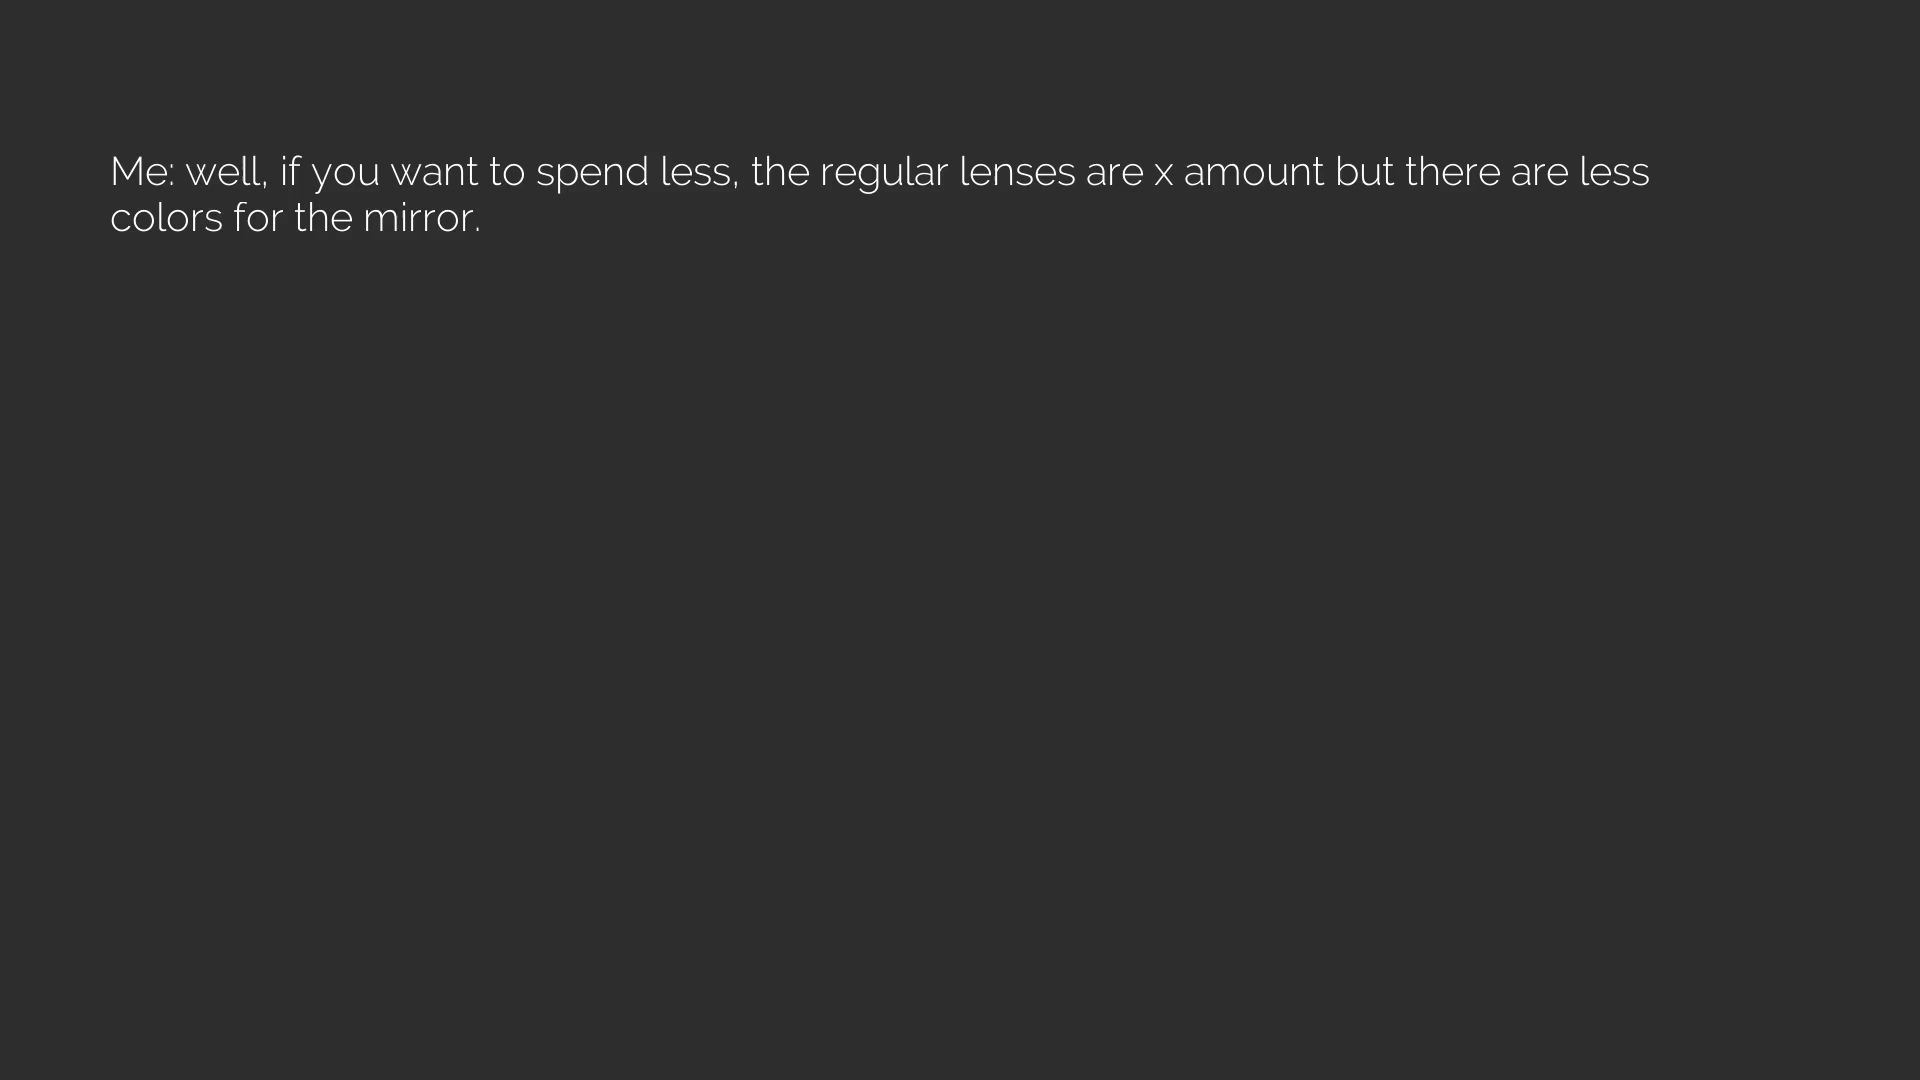 Me: well, if you want to spend less, the regular lenses are x amount but there are less
colors for the mirror.